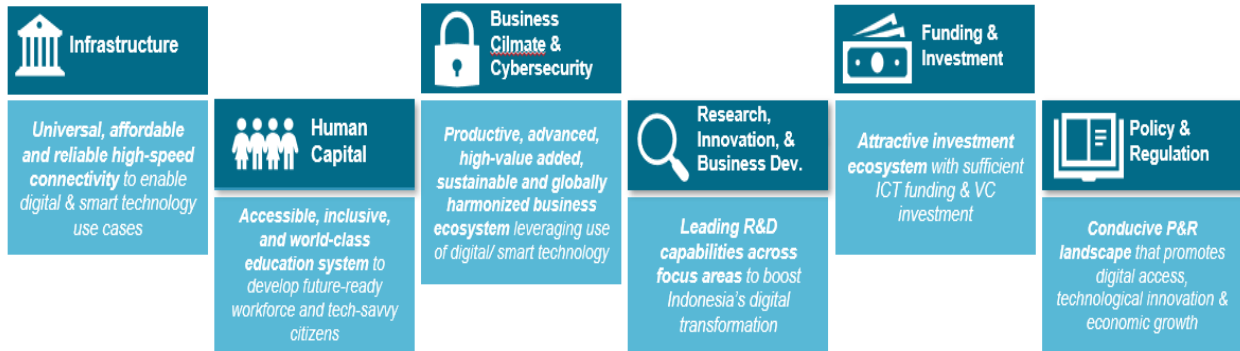 Infrastructure
Universal, affordable
and reliable high-speed
connectivity to enable
digital & smart technology
use cases
Human
Capital
Accessible, inclusive,
and world-class
education system to
develop future-ready
workforce and tech-savvy
citizens
Business
Cilmate &
Cybersecurity
Productive, advanced,
high-value added,
sustainable and globally
harmonized business
ecosystem leveraging use
of digital/ smart technology
Research,
Innovation, &
Business Dev.
Leading R&D
capabilities across
focus areas to boost
Indonesia's digital
transformation
Funding &
Investment
Attractive investment
ecosystem with sufficient
ICT funding & VC
investment
Policy &
Regulation
Conducive P&R
landscape that promotes
digital access,
technological innovation &
economic growth